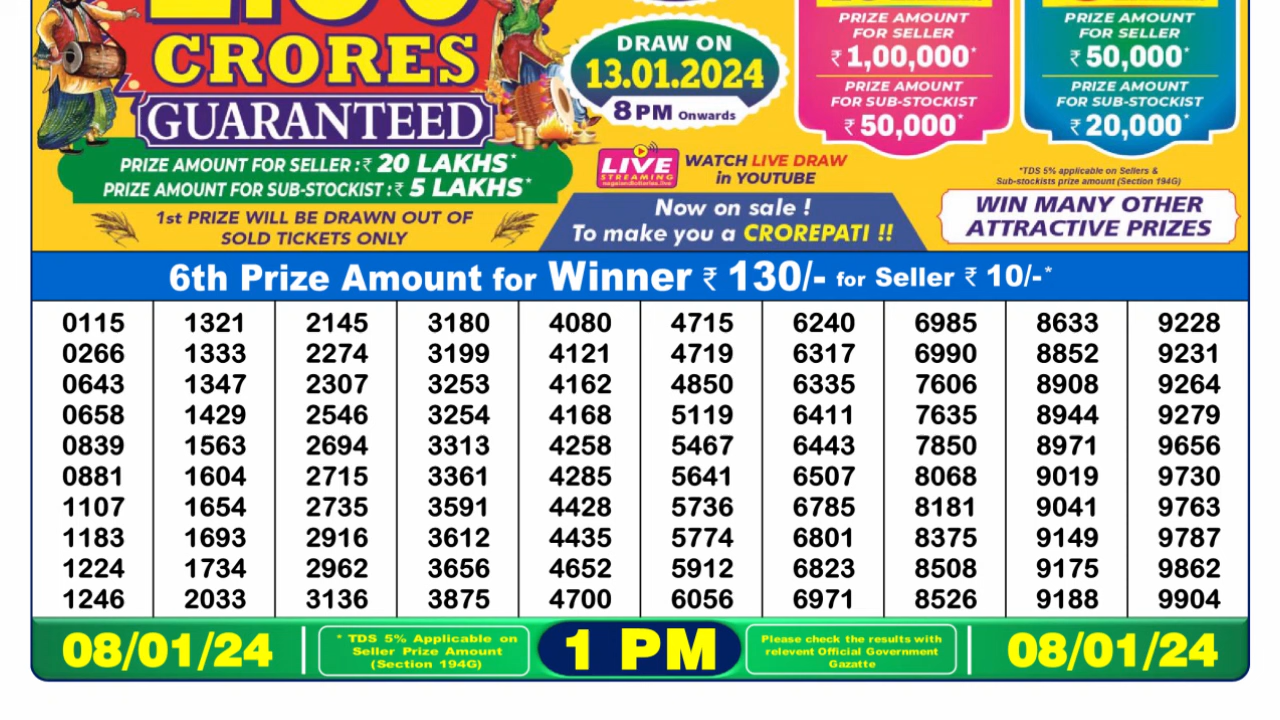 CRORES
GUARANTEED
PRIZE AMOUNT FOR SELLER : ₹ 20 LAKHS*
PRIZE AMOUNT FOR SUB-STOCKIST : ₹ 5 LAKHS*
1st PRIZE WILL BE DRAWN OUT OF
SOLD TICKETS ONLY
DRAW ON
13.01.2024
8 PM Onwards
LIVE
STREAMING
nagalandlotteries.live
WATCH LIVE DRAW
in YOUTUBE
Now on sale !
To make you a CROREPATI !!
PRIZE AMOUNT
FOR SELLER
₹ 1,00,000*
PRIZE AMOUNT
FOR SUB-STOCKIST
₹ 50,000*
PRIZE AMOUNT
FOR SELLER
₹ 50,000*
PRIZE AMOUNT
FOR SUB-STOCKIST
₹ 20,000*
*TDS 5% applicable on Sellers &
Sub-stockists prize amount (Section 194G)
WIN MANY OTHER
ATTRACTIVE PRIZES
6th Prize Amount for Winner ₹ 130/- for Seller ₹ 10/-*
0115 1321 2145 3180 4080 4715 6240 6985 8633 9228
0266 1333 2274 3199 4121 4719 6317 6990 8852 9231
0643 1347 2307 3253 4162 4850 6335 7606 8908 9264
0658 1429 2546 3254 4168 5119 6411 7635 8944 9279
0839 1563 2694 3313 4258 5467 6443 7850 8971 9656
0881 1604 2715 3361 4285 5641 6507 8068 9019 9730
1107 1654 2735 3591 4428 5736 6785 8181 9041 9763
1183 1693 2916 3612 4435 5774 6801 8375 9149 9787
1224 1734 2962 3656 4652 5912 6823 8508 9175 9862
1246 2033 3136 3875 4700 6056 6971 8526 9188 9904
08/01/24
* TDS 5% Applicable on
Seller Prize Amount
(Section 194G)
1 PM
Please check the results with
relevent Official Government
Gazatte
08/01/24